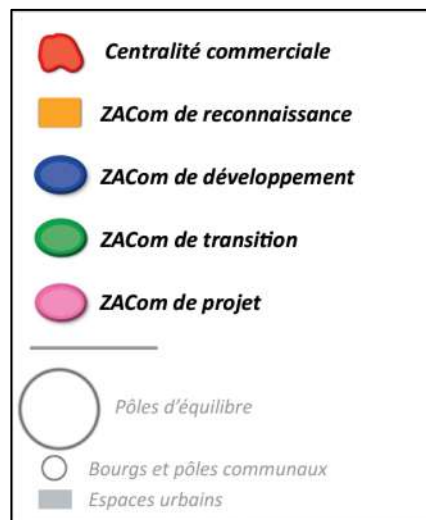 Centralité commerciale
ZACom de reconnaissance
ZACom de développement
ZACom de transition
ZACom de projet
Pôles d'équilibre
Bourgs et pôles communaux
Espaces urbains